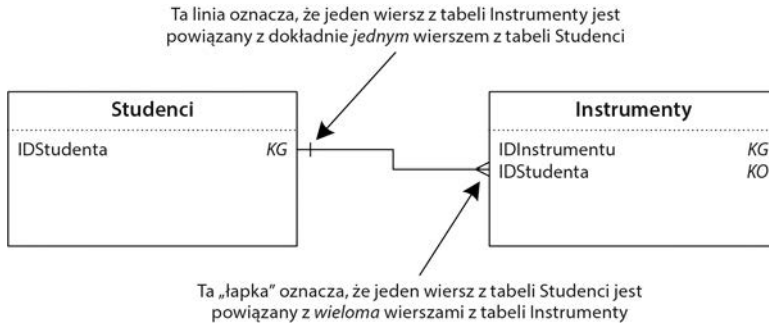 Ta linia oznacza, że jeden wiersz z tabeli Instrumenty jest
powiązany z dokładnie jednym wierszem z tabeli Studenci
Studenci
IDStudenta KG
Instrumenty
IDInstrumentu KG
IDStudenta KO
Ta „łapka” oznacza, że jeden wiersz z tabeli Studenci jest
powiązany z wieloma wierszami z tabeli Instrumenty